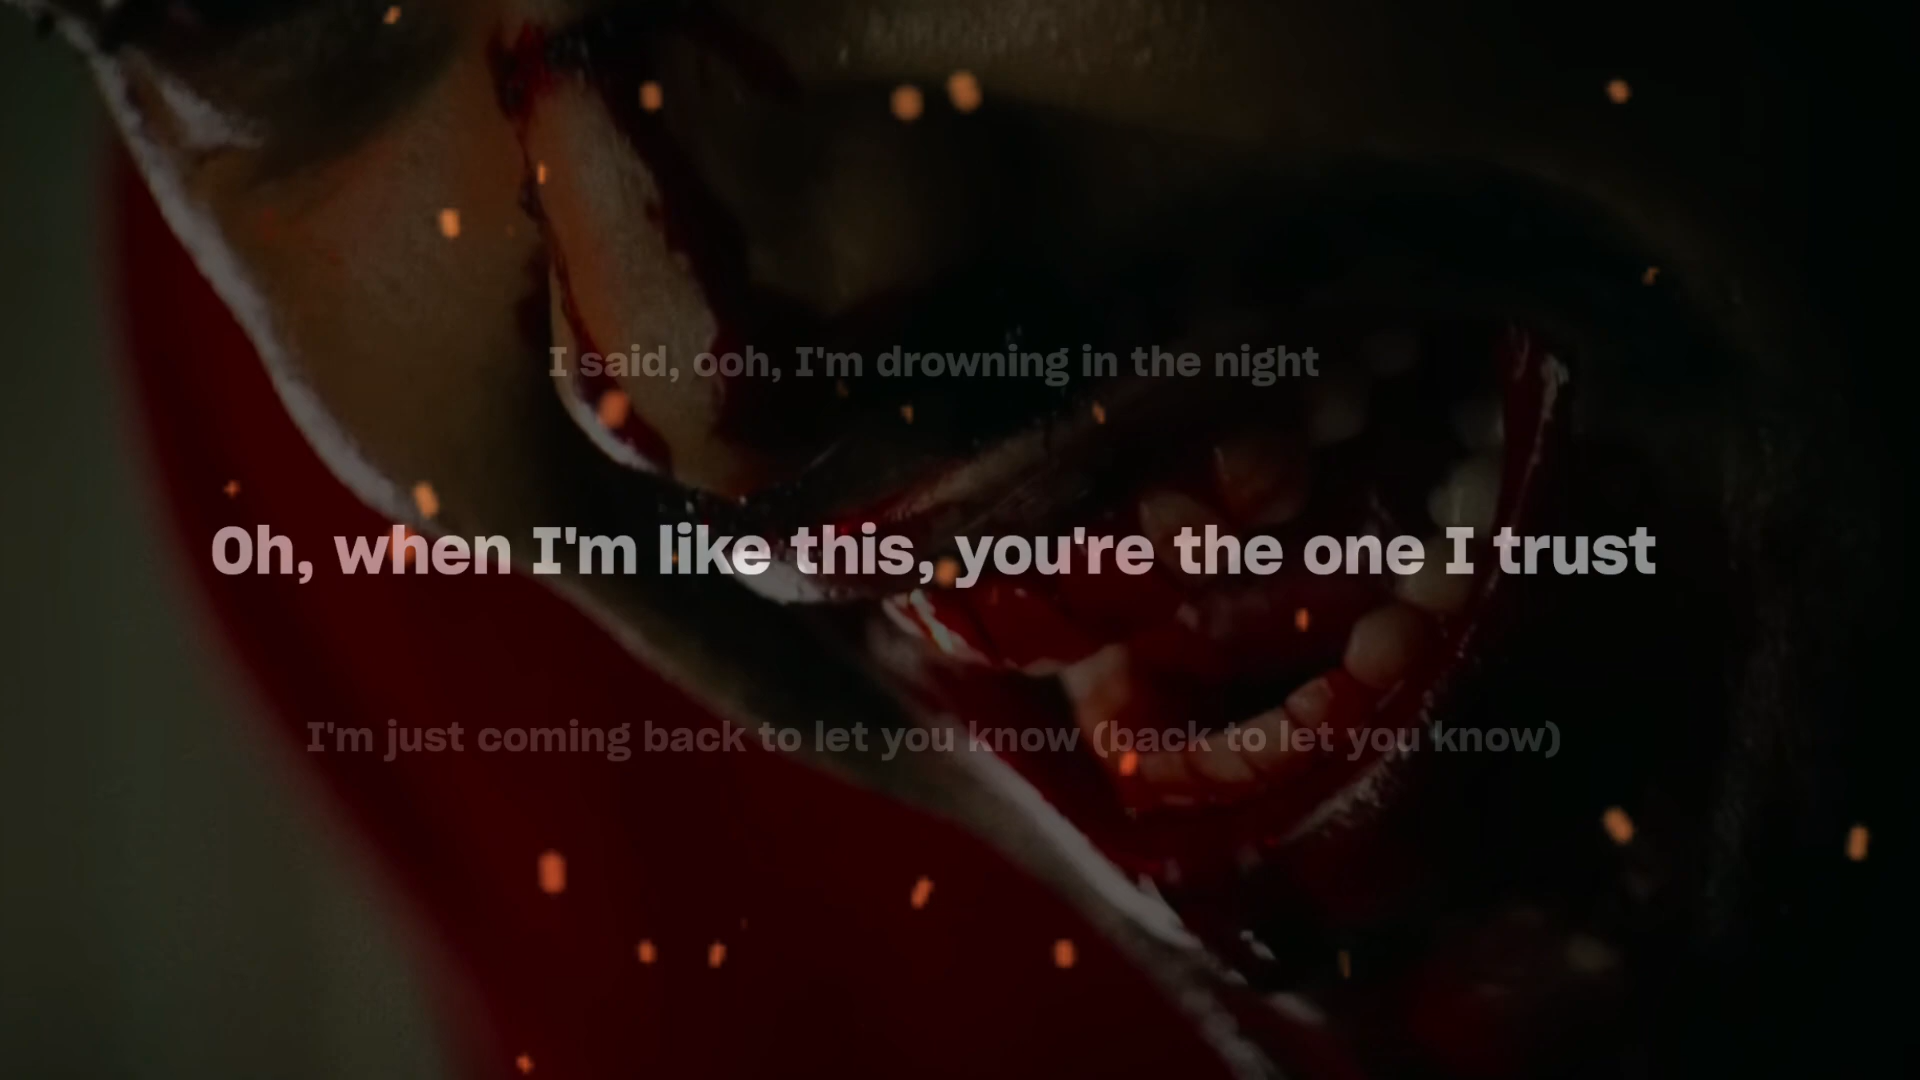 I said, ooh, I'm drowning in the night
Oh, when I'm like this, you're the one I trust
I'm just coming back to let you know (back to let you know)